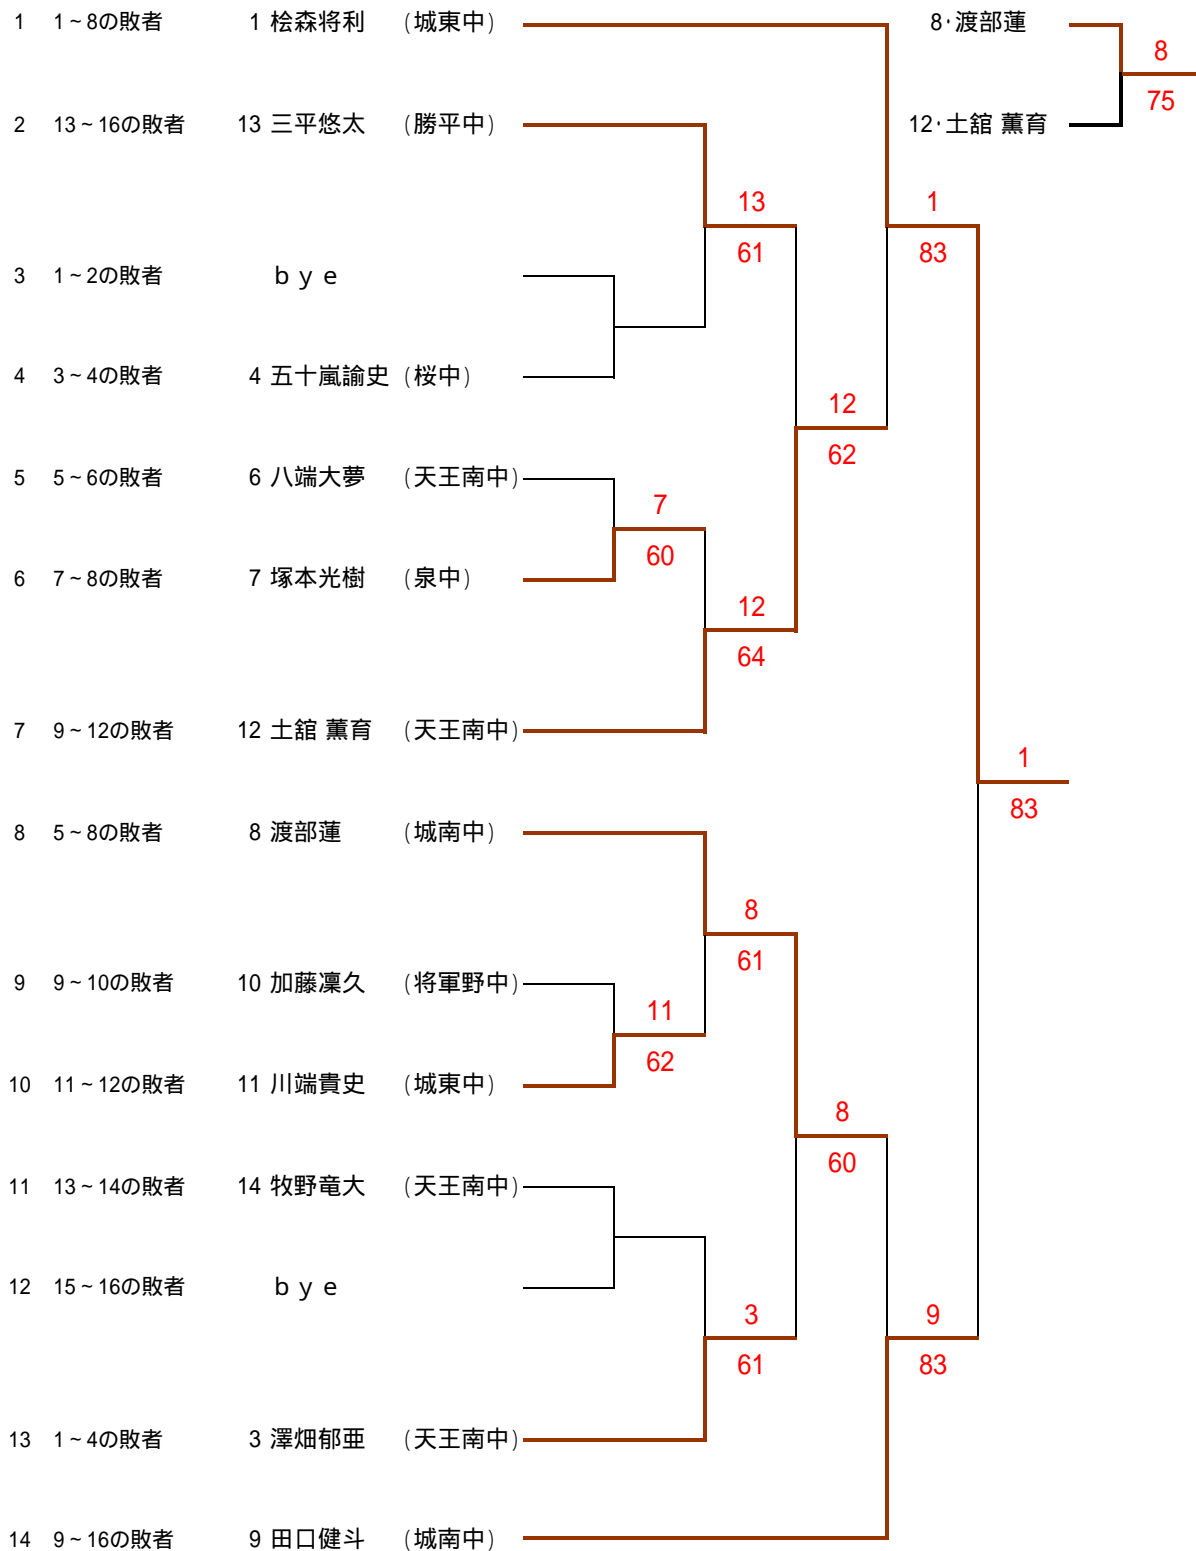 1 1~8の敗者 1 桧森将利 (城東中) 8・渡部蓮
8
75
2 13~16の敗者 13 三平悠太 (勝平中) 12・土舘 薫育
13 1
61 83
3 1~2の敗者 bye
4 3~4の敗者 4 五十嵐諭史 (桜中)
12
62
5 5~6の敗者 6 八端大夢 (天王南中)
7
60
6 7~8の敗者 7 塚本光樹 (泉中)
12
64
7 9~12の敗者 12 土舘 薫育 (天王南中)
1
83
8 5~8の敗者 8 渡部蓮 (城南中)
8
61
9 9~10の敗者 10 加藤凜久 (将軍野中)
11
62
10 11~12の敗者 11 川端貴史 (城東中)
8
60
11 13~14の敗者 14 牧野竜大 (天王南中)
12 15~16の敗者 bye
3 9
61 83
13 1~4の敗者 3 澤畑郁亜 (天王南中)
14 9~16の敗者 9 田口健斗 (城南中)